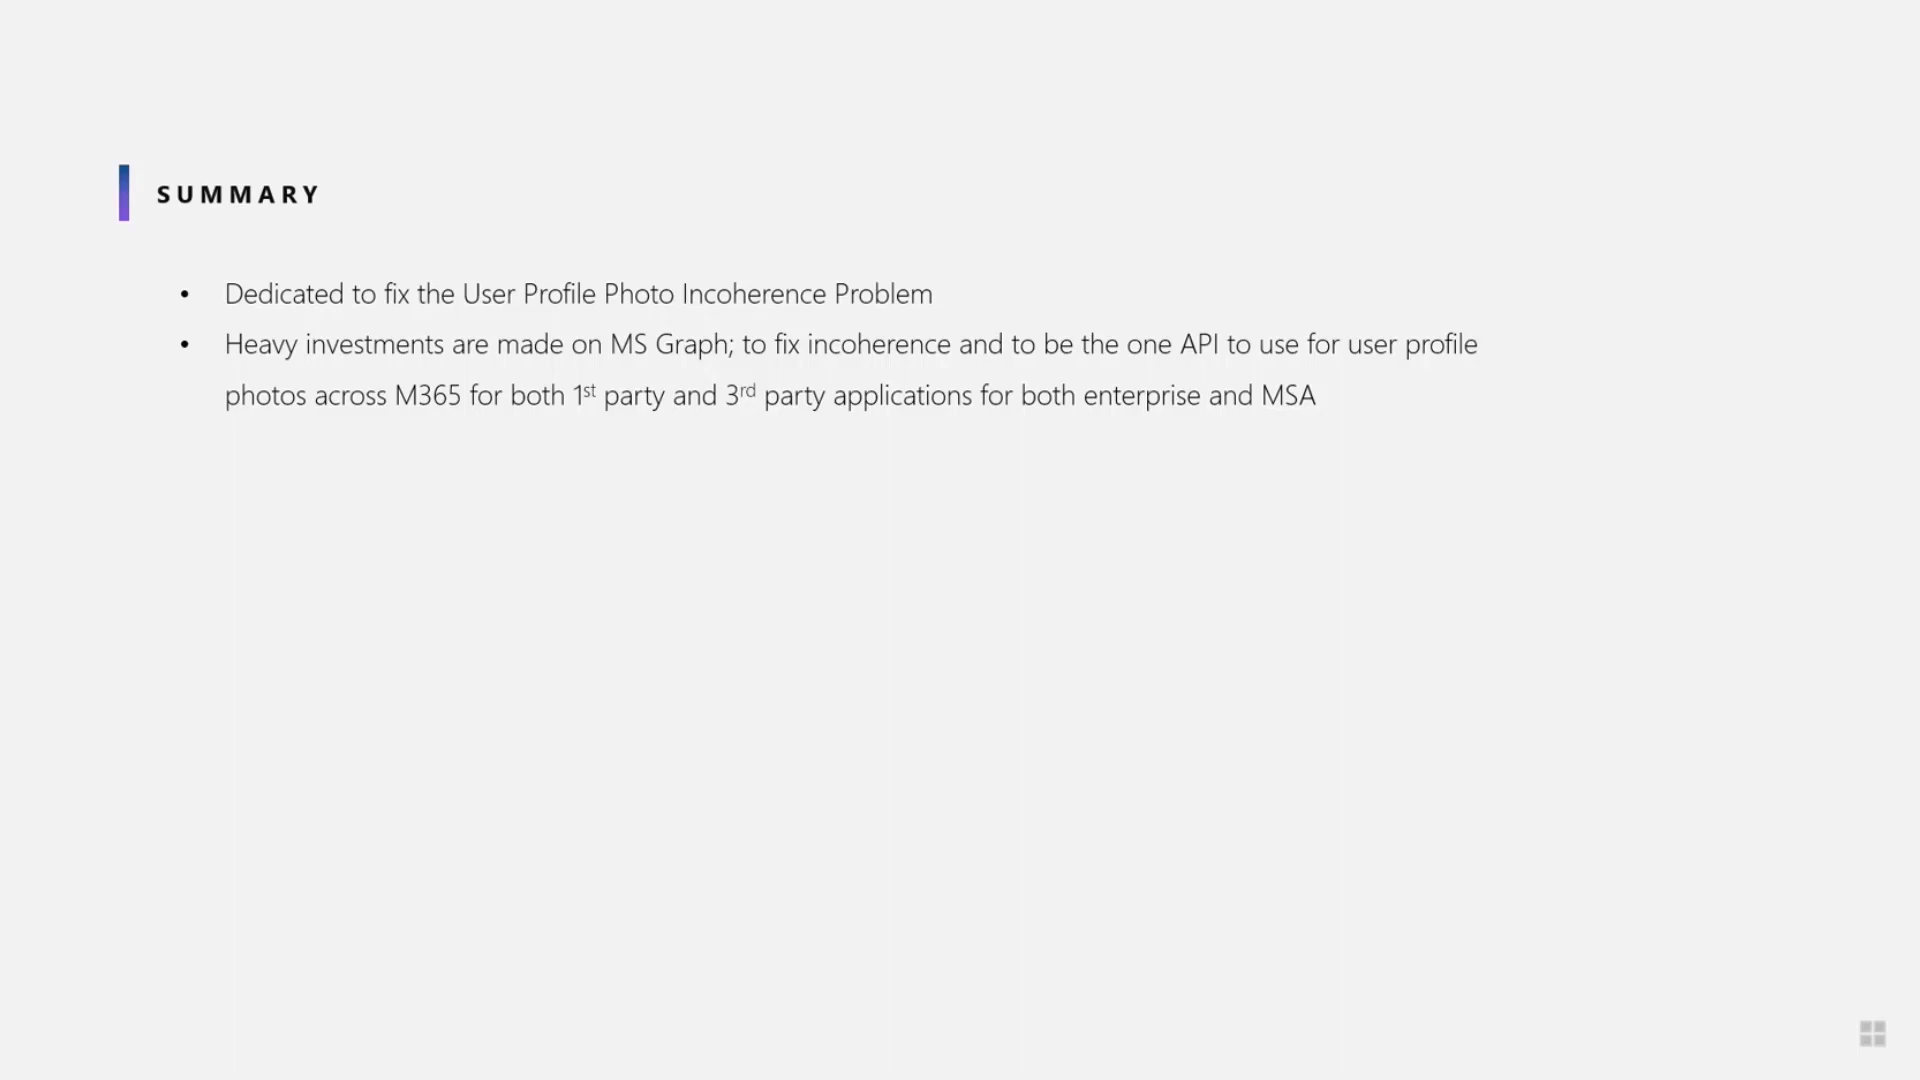 SUMMARY
• Dedicated to fix the User Profile Photo Incoherence Problem
• Heavy investments are made on MS Graph; to fix incoherence and to be the one API to use for user profile
photos across M365 for both 1st party and 3rd party applications for both enterprise and MSA